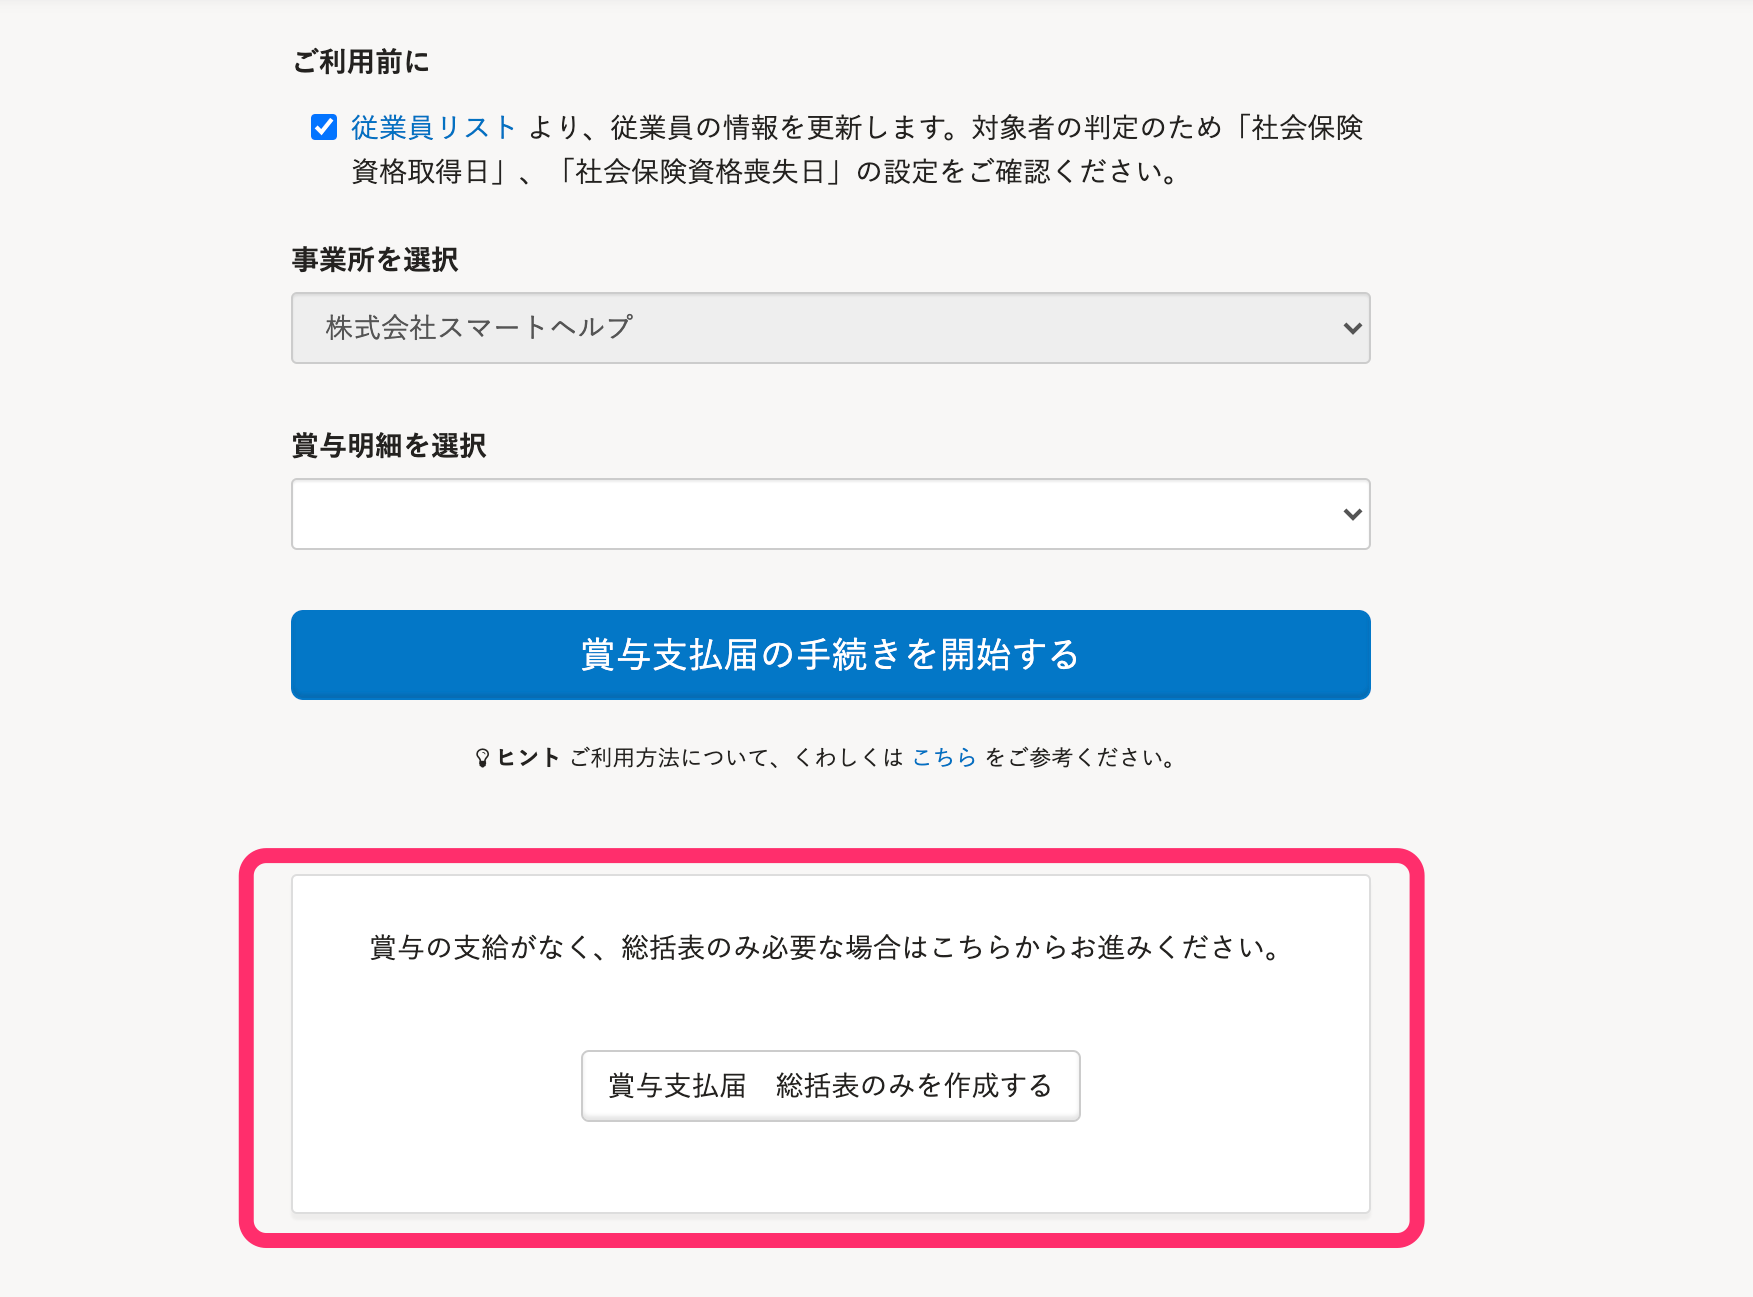 ご利用前に
従業員リスト より、従業員の情報を更新します。対象者の判定のため「社会保険
資格取得日」、「社会保険資格喪失日」の設定をご確認ください。
事業所を選択
株式会社スマートヘルプ
賞与明細を選択
賞与支払届の手続きを開始する
ヒント ご利用方法について、くわしくは こちら をご参考ください。
賞与の支給がなく、総括表のみ必要な場合はこちらからお進みください。
賞与支払届　総括表のみを作成する